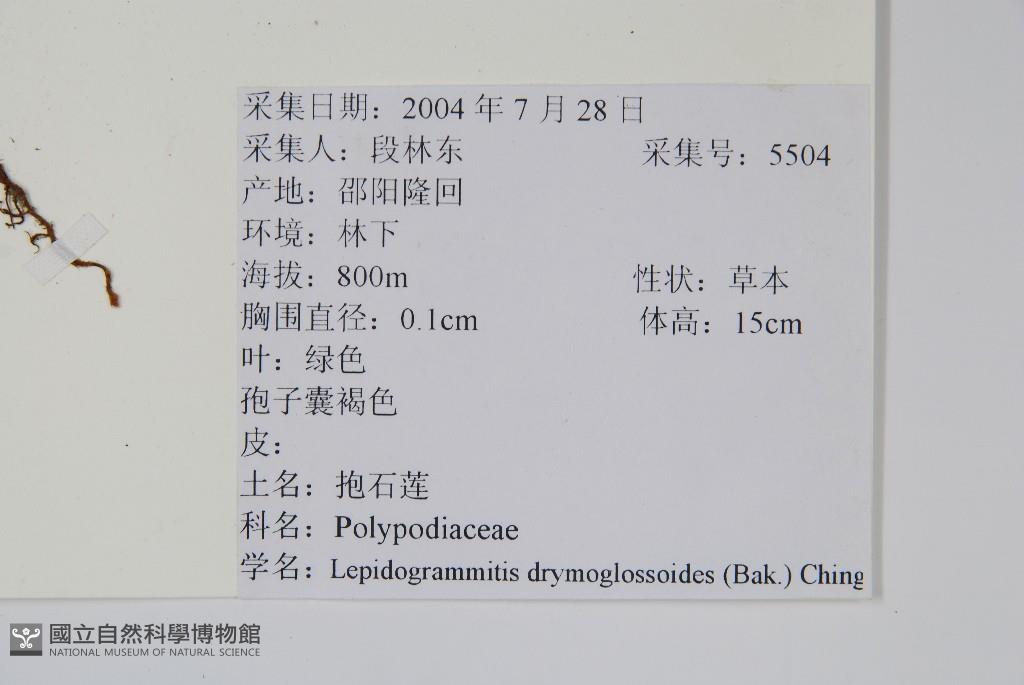 采集日期：2004 年 7 月 28 日
采集人：段林东 采集号：5504
产地：邵阳隆回
环境：林下
海拔：800m 性状：草本
胸围直径：0.1cm 体高：15cm
叶：绿色
孢子囊褐色
皮：
土名：抱石莲
科名：Polypodiaceae
学名：Lepidogrammitis drymoglossoides (Bak.) Ching
國立自然科學博物館
NATIONAL MUSEUM OF NATURAL SCIENCE